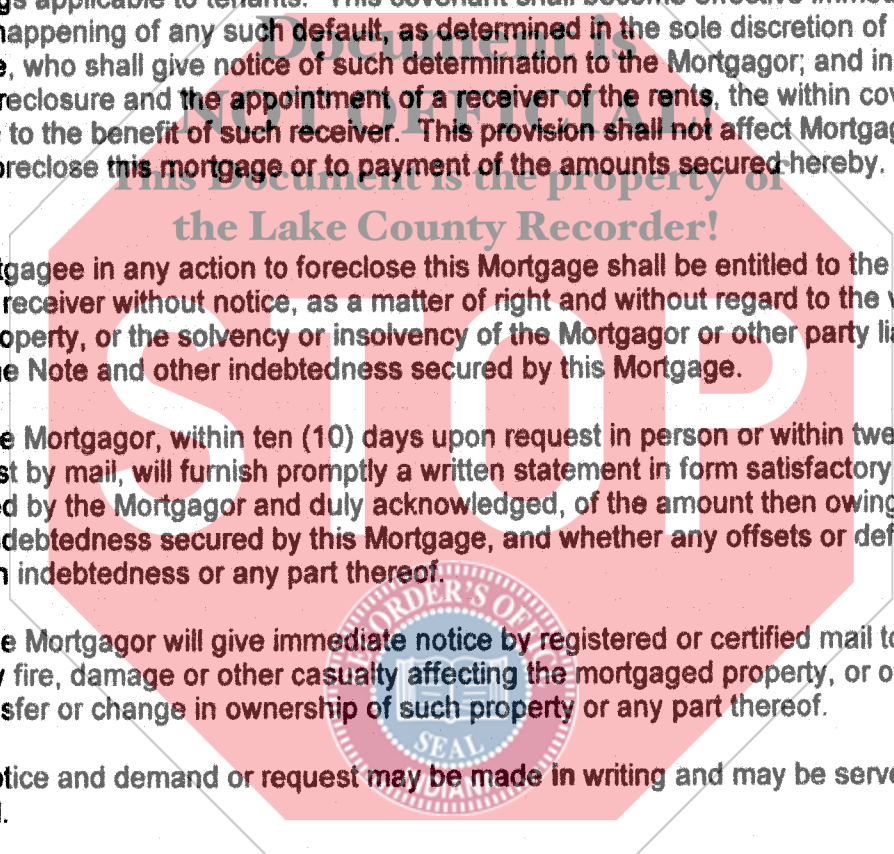 gs applicable to tenants. This covenant shall become effective immed
Document is
happening of any such default, as determined in the sole discretion of
e, who shall give notice of such determination to the Mortgagor; and in
reclosure and the appointment of a receiver of the rents, the within cov
NOT OFFICIAL
to the benefit of such receiver. This provision shall not affect Mortga
oreclose this mortgage or to payment of the amounts secured hereby.
This Document is the property of
the Lake County Recorder!
tgagee in any action to foreclose this Mortgage shall be entitled to the
receiver without notice, as a matter of right and without regard to the v
operty, or the solvency or insolvency of the Mortgagor or other party lia
e Note and other indebtedness secured by this Mortgage.
STOP
e Mortgagor, within ten (10) days upon request in person or within twe
st by mail, will furnish promptly a written statement in form satisfactory
d by the Mortgagor and duly acknowledged, of the amount then owing
debtedness secured by this Mortgage, and whether any offsets or def
n indebtedness or any part thereof.
e Mortgagor will give immediate notice by registered or certified mail to
y fire, damage or other casualty affecting the mortgaged property, or o
sfer or change in ownership of such property or any part thereof.
SEAL
otice and demand or request may be made in writing and may be serve